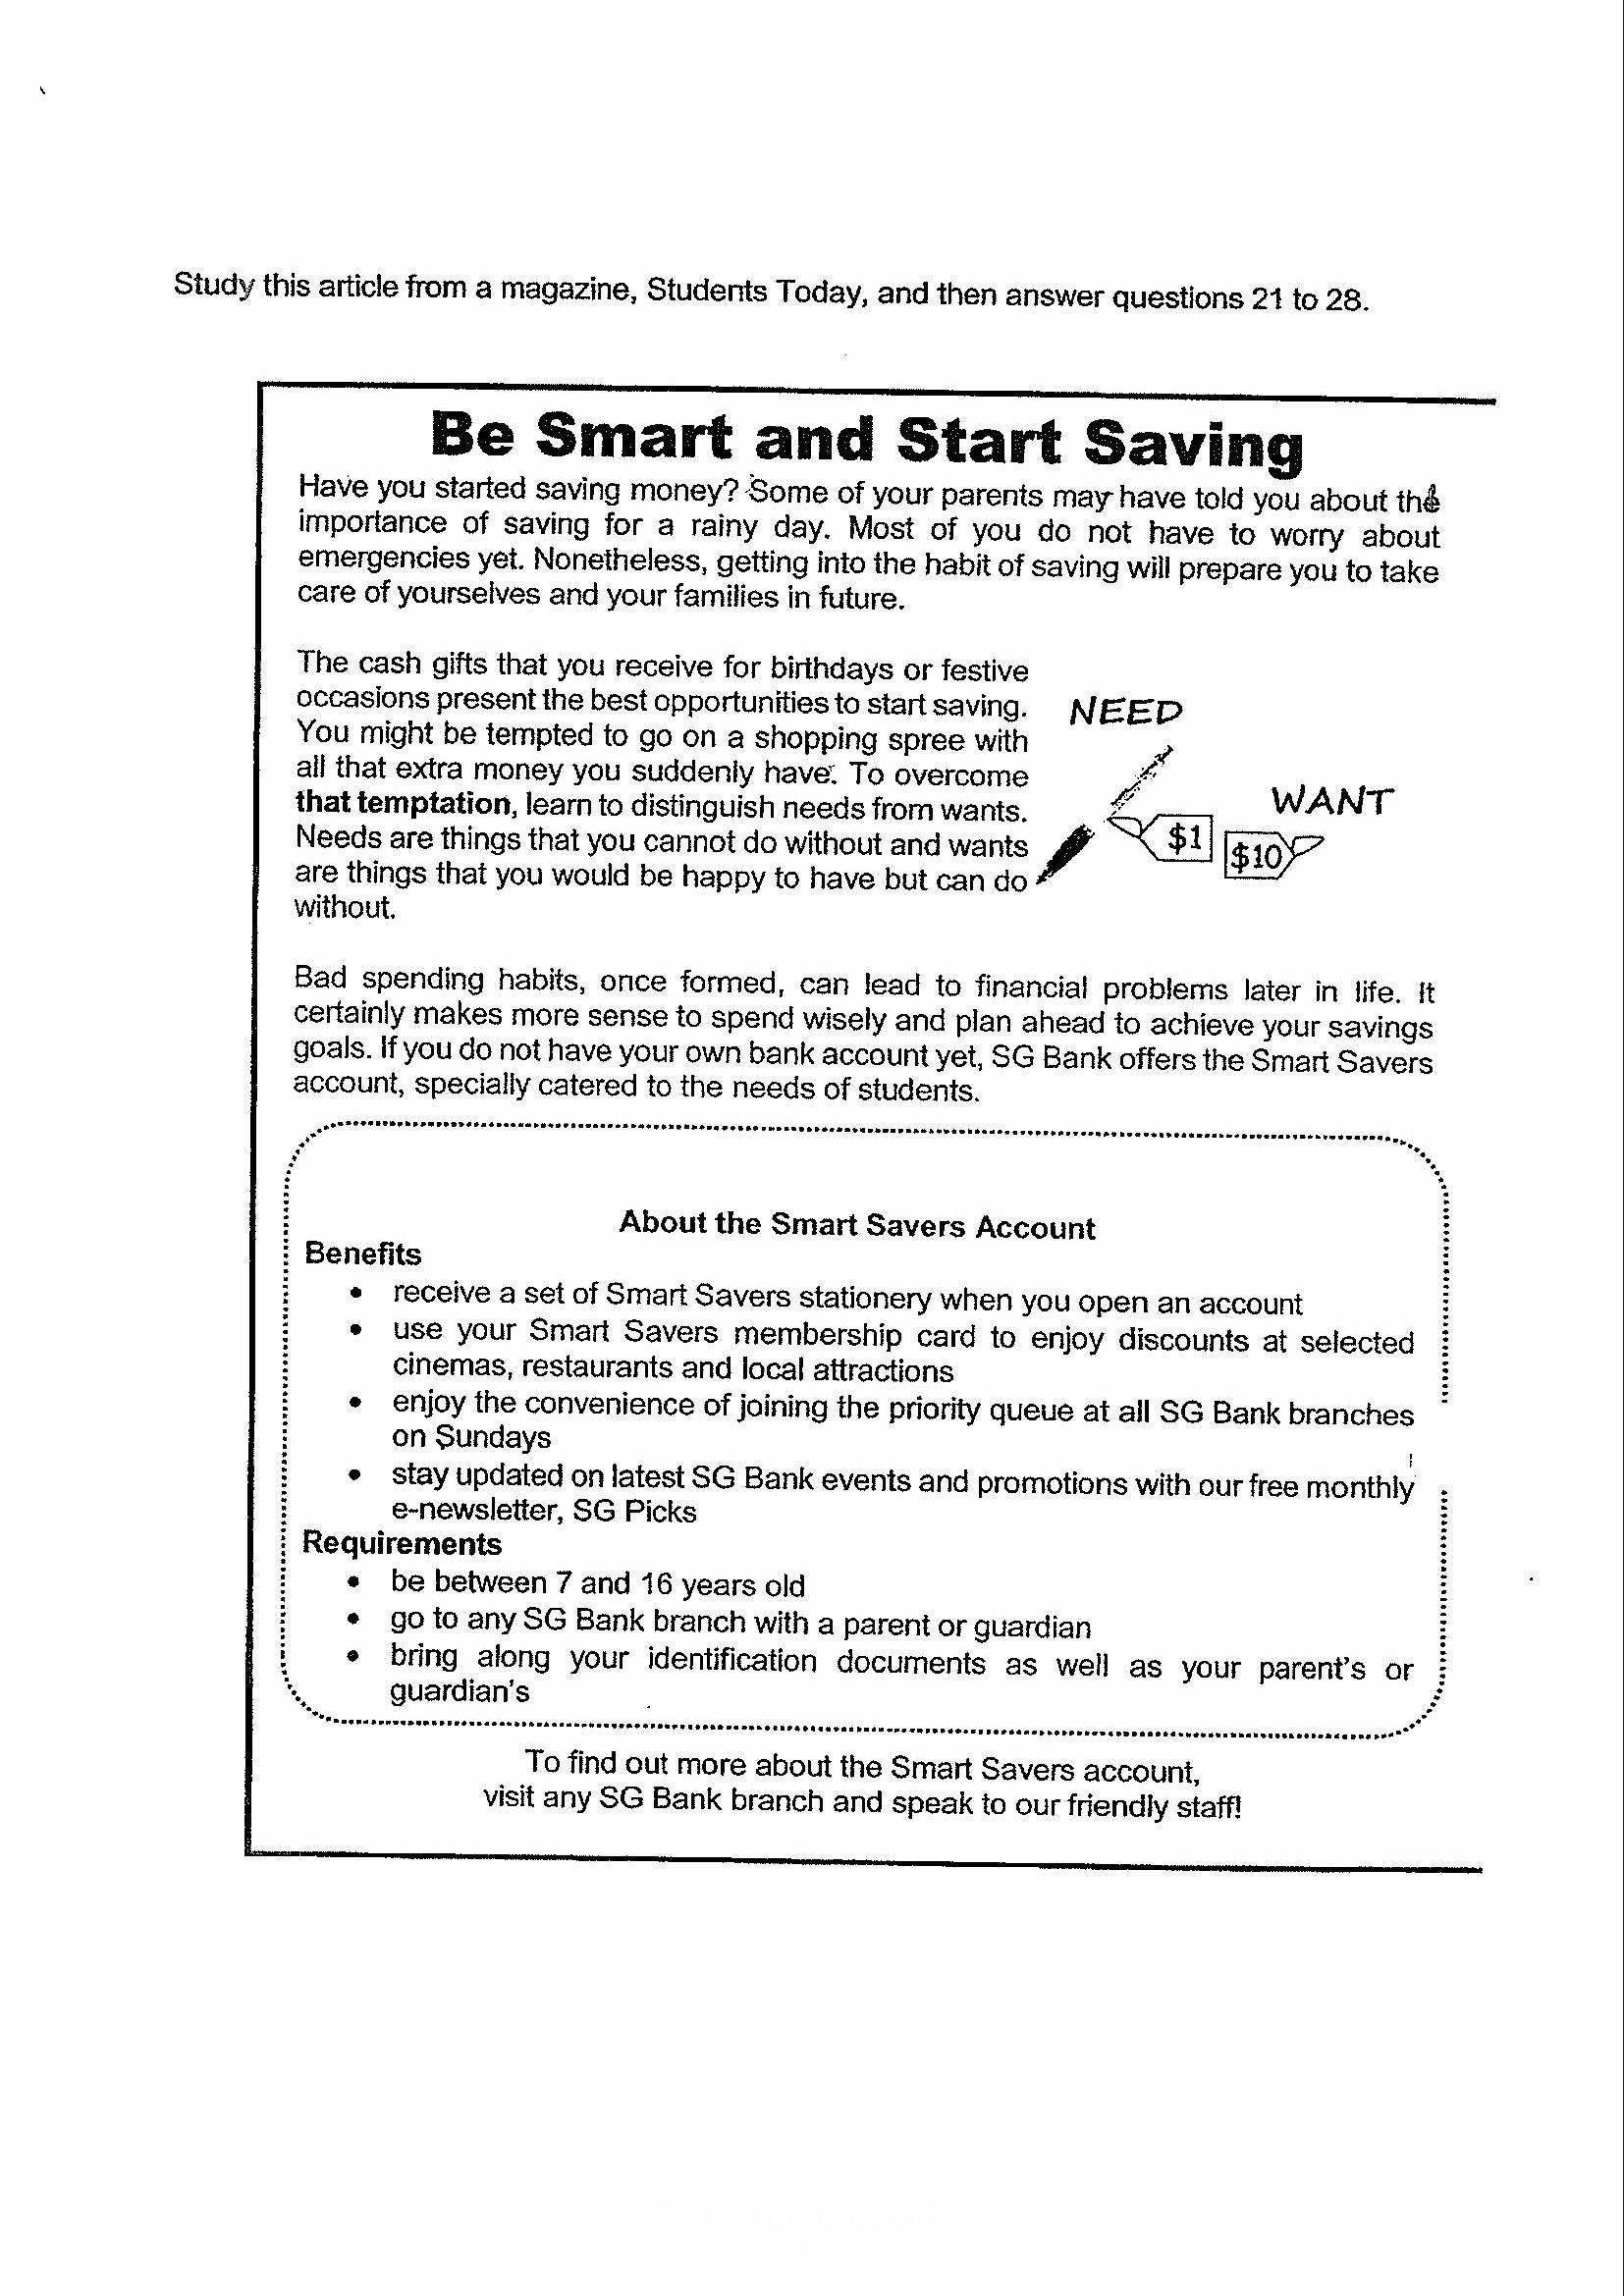 Study this article from a magazine, Students Today, and then answer questions 21 to 28.
Be Smart and Start Saving
Have you started saving money? Some of your parents may have told you about the
importance of saving for a rainy day. Most of you do not have to worry about
emergencies yet. Nonetheless, getting into the habit of saving will prepare you to take
care of yourselves and your families in future.
The cash gifts that you receive for birthdays or festive
occasions present the best opportunities to start saving.
You might be tempted to go on a shopping spree with
all that extra money you suddenly have. To overcome
that temptation, learn to distinguish needs from wants.
Needs are things that you cannot do without and wants
are things that you would be happy to have but can do
without.
NEED
WANT
$1
$10
Bad spending habits, once formed, can lead to financial problems later in life. It
certainly makes more sense to spend wisely and plan ahead to achieve your savings
goals. If you do not have your own bank account yet, SG Bank offers the Smart Savers
account, specially catered to the needs of students.
About the Smart Savers Account
Benefits
• receive a set of Smart Savers stationery when you open an account
• use your Smart Savers membership card to enjoy discounts at selected
cinemas, restaurants and local attractions
• enjoy the convenience of joining the priority queue at all SG Bank branches
on Sundays
• stay updated on latest SG Bank events and promotions with our free monthly
e-newsletter, SG Picks
Requirements
• be between 7 and 16 years old
• go to any SG Bank branch with a parent or guardian
• bring along your identification documents as well as your parent's or
guardian's
To find out more about the Smart Savers account,
visit any SG Bank branch and speak to our friendly staff!